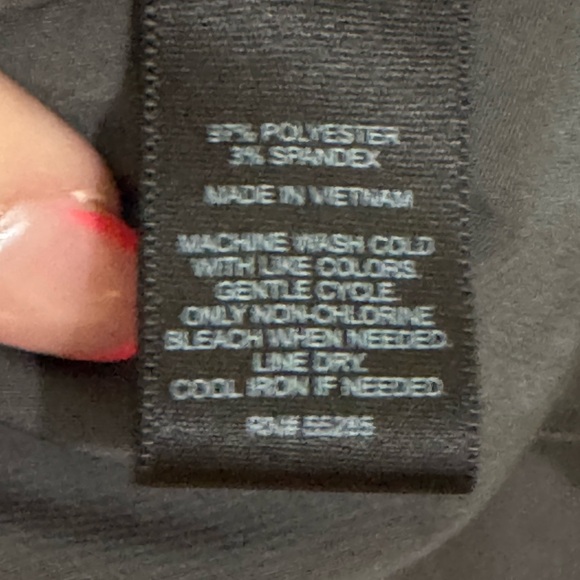 97% POLYESTER
3% SPANDEX
MADE IN VIETNAM
MACHINE WASH COLD
WITH LIKE COLORS.
GENTLE CYCLE.
ONLY NON-CHLORINE
BLEACH WHEN NEEDED.
LINE DRY.
COOL IRON IF NEEDED
RN#